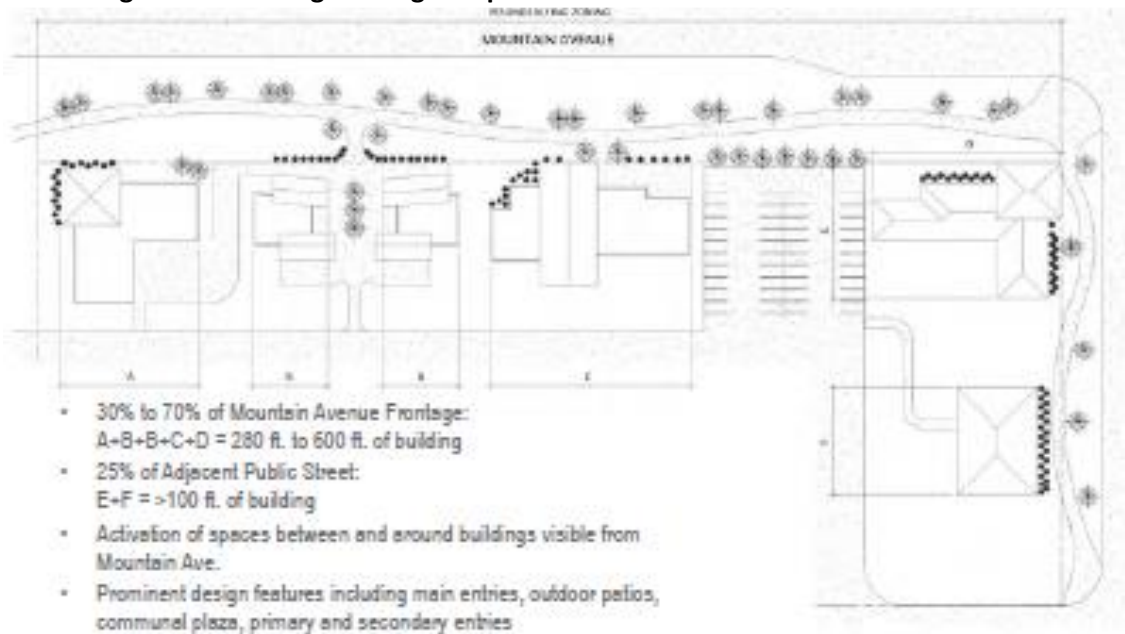 MOUNTAIN AVENUE
D
E
A
B
B
C
F
• 30% to 70% of Mountain Avenue Frontage:
A+B+B+C+D = 280 ft. to 600 ft. of building
• 25% of Adjacent Public Street:
E+F = >100 ft. of building
• Activation of spaces between and around buildings visible from
Mountain Ave.
• Prominent design features including main entries, outdoor patios,
communal plaza, primary and secondary entries